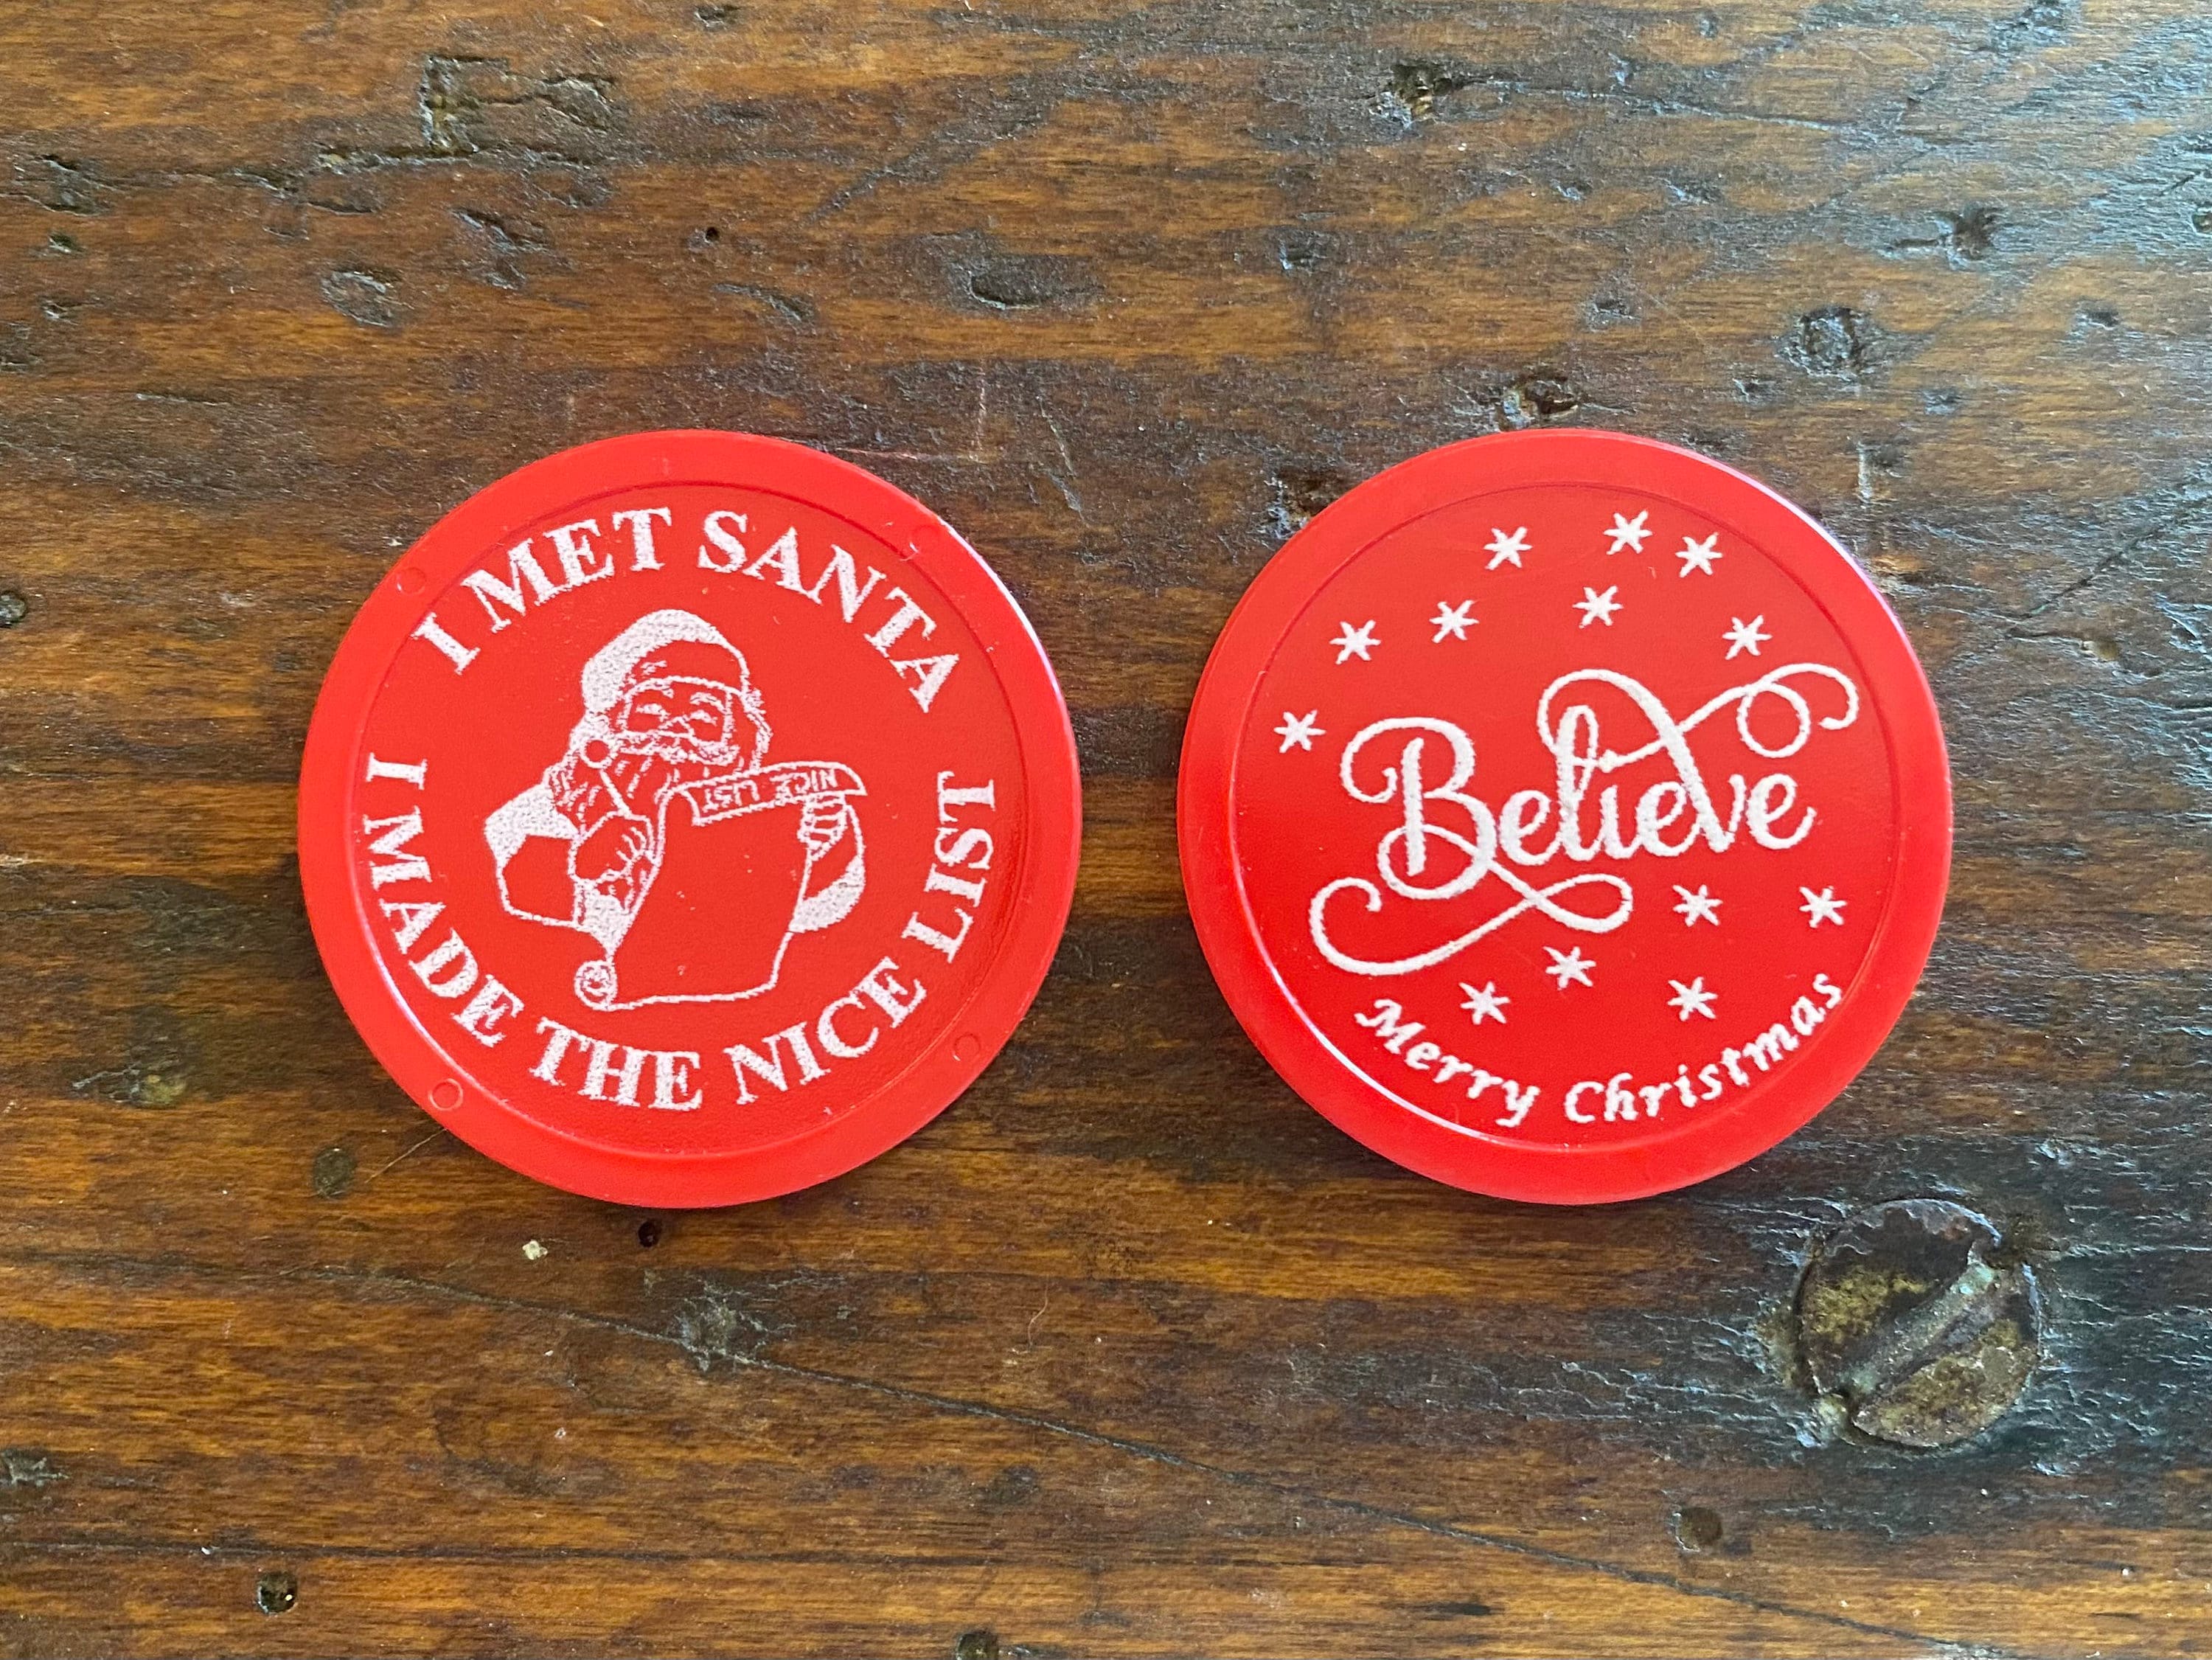 I MET SANTA
NICE LIST
I MADE THE NICE LIST
Believe
Merry Christmas